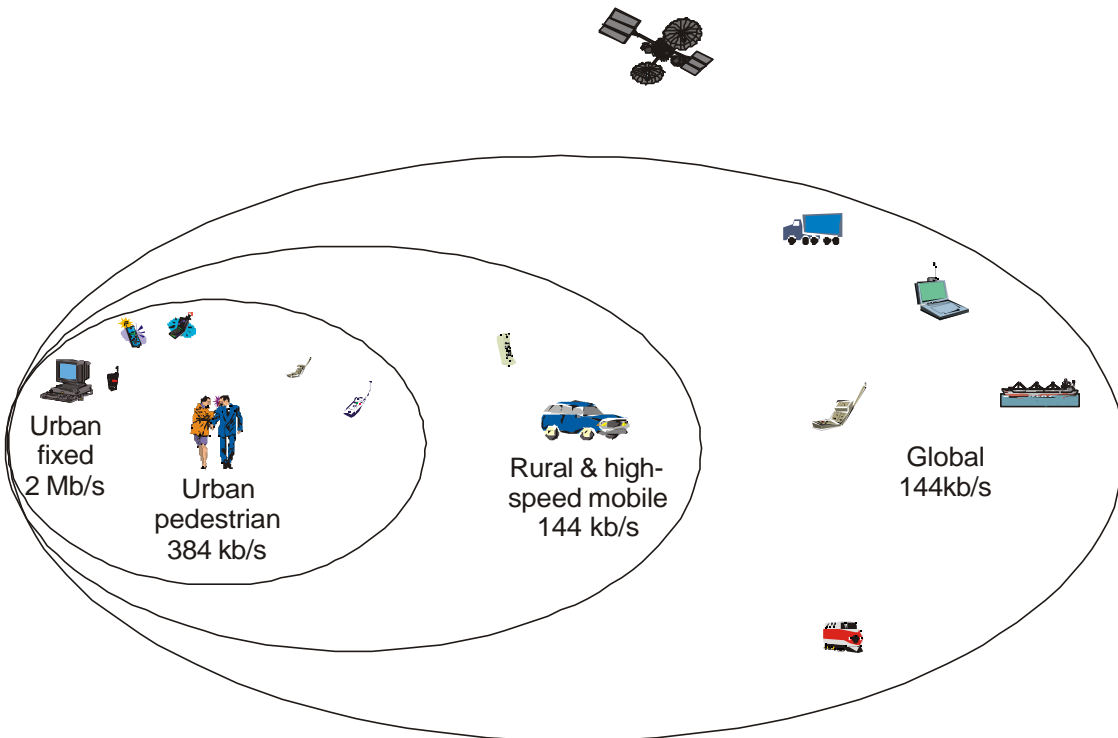 Urban
fixed
2 Mb/s
Urban
pedestrian
384 kb/s
Rural & high-
speed mobile
144 kb/s
Global
144kb/s